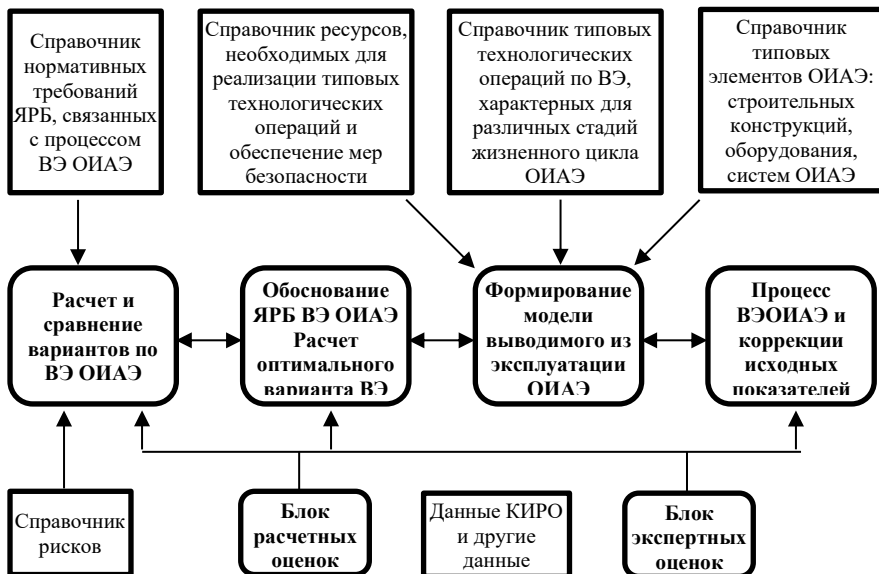 Справочник
нормативных
требований
ЯРБ, связанных
с процессом
ВЭ ОИАЭ
Справочник ресурсов,
необходимых для
реализации типовых
технологических
операций и
обеспечение мер
безопасности
Справочник типовых
технологических
операций по ВЭ,
характерных для
различных стадий
жизненного цикла
ОИАЭ
Справочник
типовых
элементов ОИАЭ:
строительных
конструкций,
оборудования,
систем ОИАЭ
Расчет и
сравнение
вариантов по
ВЭ ОИАЭ
Обоснование
ЯРБ ВЭ ОИАЭ
Расчет
оптимального
варианта ВЭ
Формирование
модели
выводимого из
эксплуатации
ОИАЭ
Процесс
ВЭОИАЭ и
коррекции
исходных
показателей
Справочник
рисков
Блок
расчетных
оценок
Данные КИРО
и другие
данные
Блок
экспертных
оценок